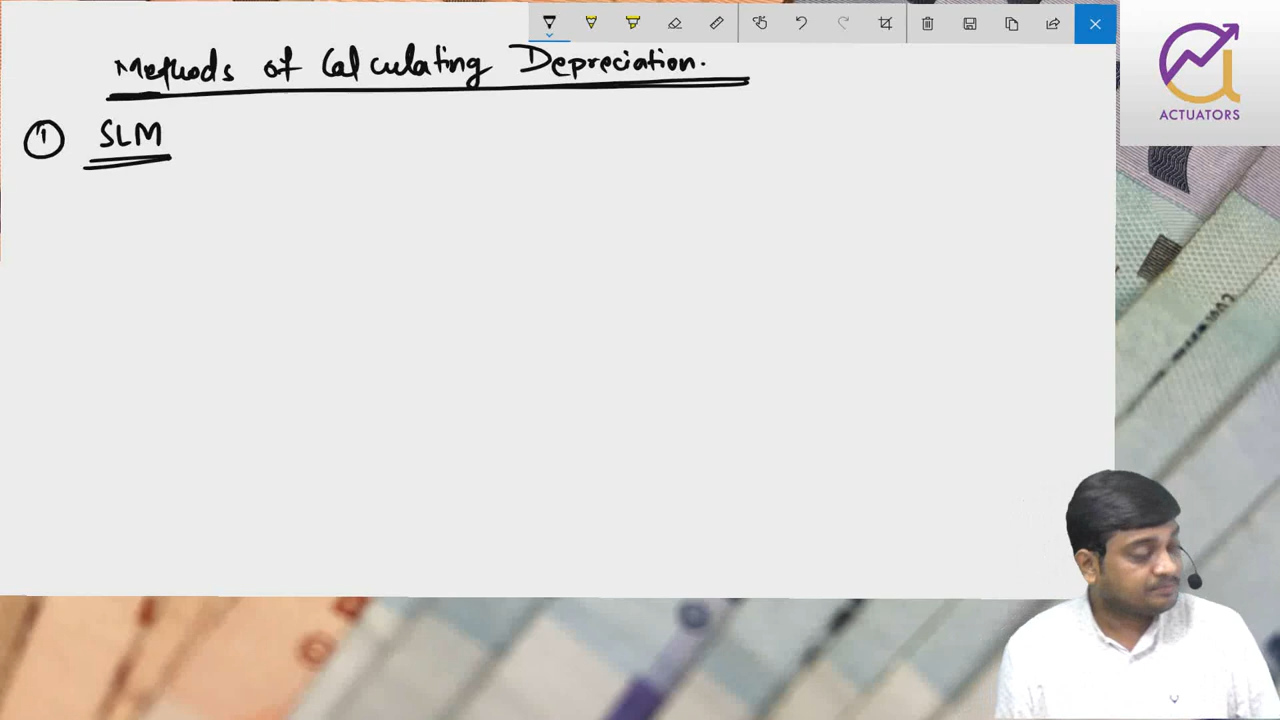 Methods of Calculating Depreciation.
① SLM
ACTUATORS